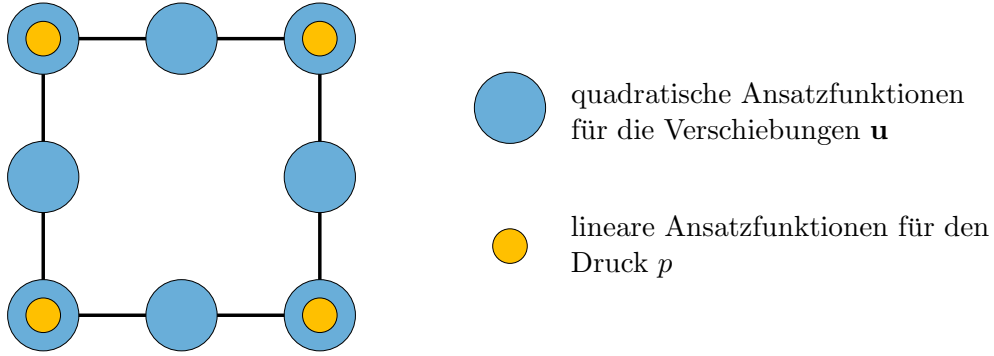 quadratische Ansatzfunktionen
für die Verschiebungen u
lineare Ansatzfunktionen für den
Druck p